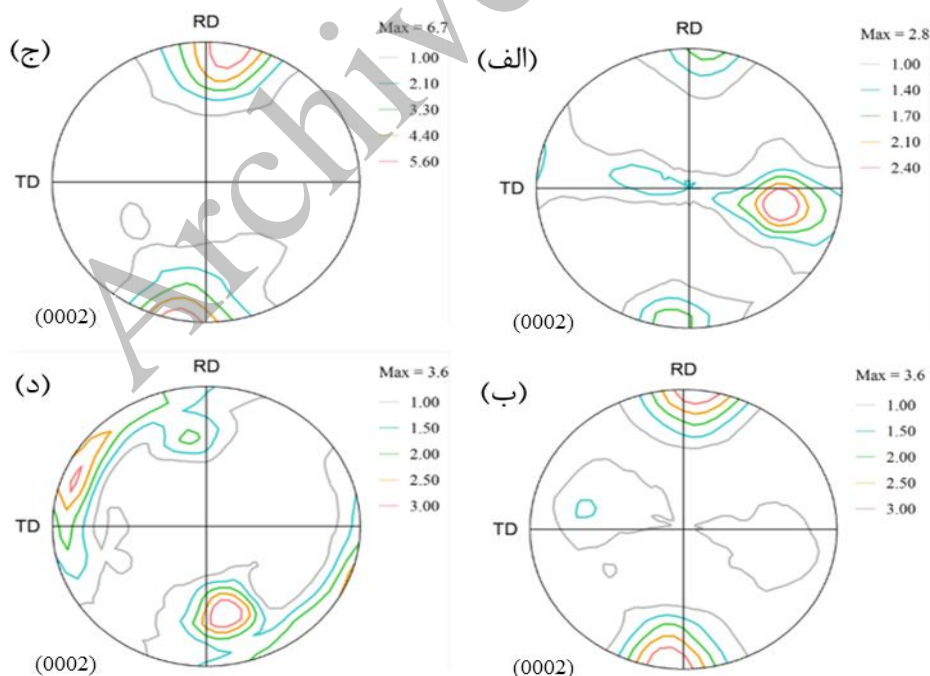 (ج)
RD
Max = 6.7
1.00
2.10
3.30
4.40
5.60
TD
(0002)
(الف)
RD
Max = 2.8
1.00
1.40
1.70
2.10
2.40
TD
(0002)
(د)
RD
Max = 3.6
1.00
1.50
2.00
2.50
3.00
TD
(0002)
(ب)
RD
Max = 3.6
1.00
1.50
2.00
2.50
3.00
TD
(0002)
Archive